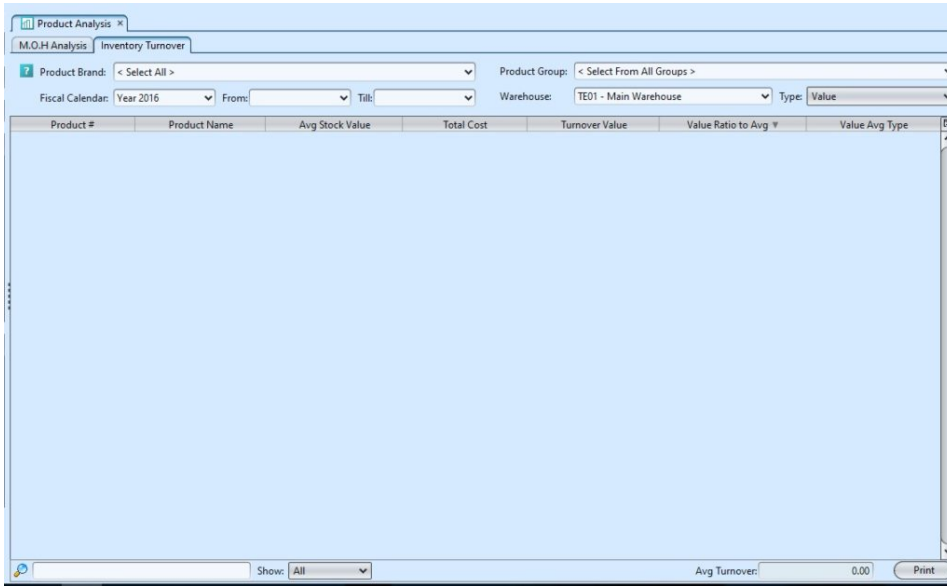 Product Analysis ×
M.O.H Analysis Inventory Turnover
? Product Brand: < Select All > Product Group: < Select From All Groups >
Fiscal Calendar: Year 2016 From: Till: Warehouse: TE01 - Main Warehouse Type: Value
Product # Product Name Avg Stock Value Total Cost Turnover Value Value Ratio to Avg ▼ Value Avg Type
Show: All Avg Turnover: 0.00 Print